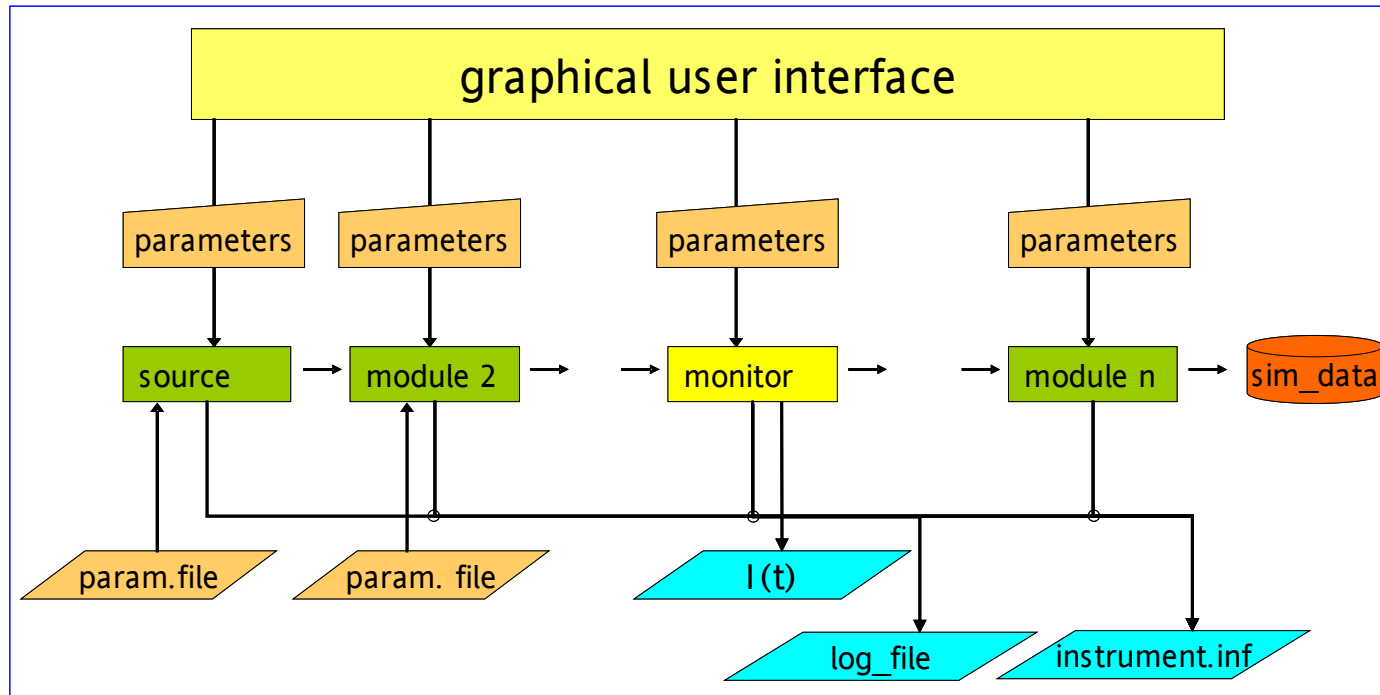 graphical user interface
parameters
parameters
parameters
parameters
source
module 2
monitor
module n
sim_data
param.file
param. file
I(t)
log_file
instrument.inf